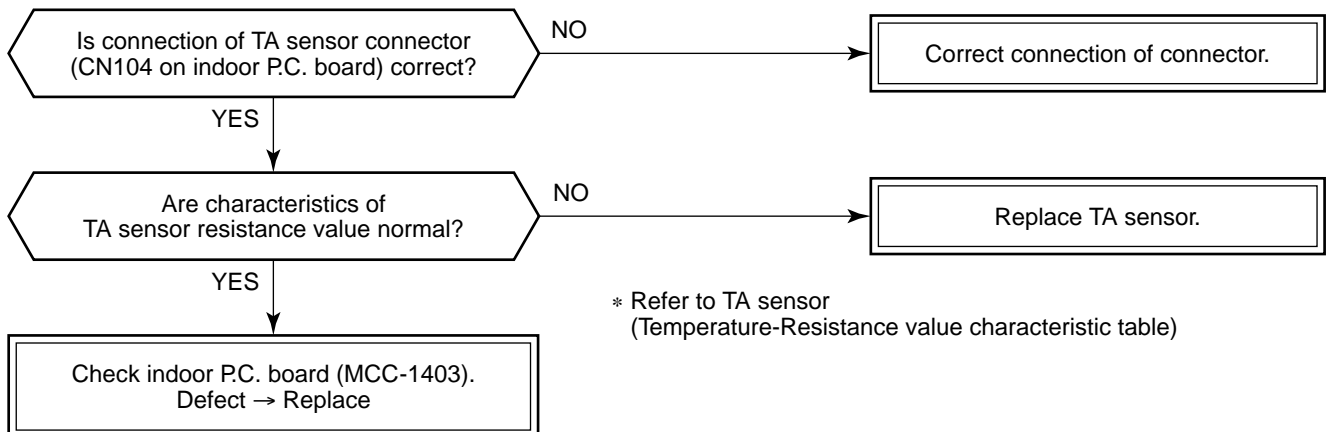 Is connection of TA sensor connector
(CN104 on indoor P.C. board) correct?
NO
Correct connection of connector.
YES
Are characteristics of
TA sensor resistance value normal?
NO
Replace TA sensor.
YES
* Refer to TA sensor
(Temperature-Resistance value characteristic table)
Check indoor P.C. board (MCC-1403).
Defect → Replace